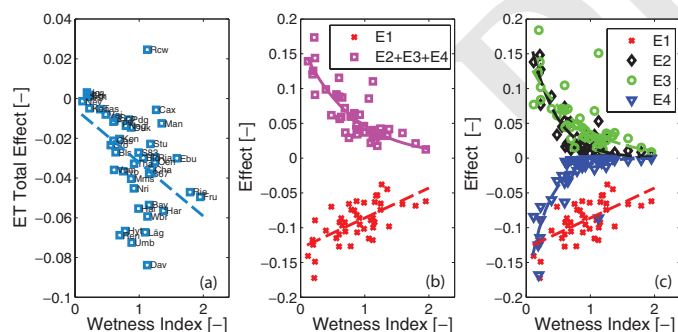 ET Total Effect [−]
0.04
0.02
0
−0.02
−0.04
−0.06
−0.08
−0.1
Rcw
Cax
Man
Stu
Ebu
Cha
Mms
Nri
Bav
Har
Hyy
Läg
Umb
Dav
Fru
(a)
0 1 2
Wetness Index [−]
Effect [−]
0.2
0.15
0.1
0.05
0
−0.05
−0.1
−0.15
−0.2
E1
E2+E3+E4
(b)
0 1 2
Wetness Index [−]
Effect [−]
0.2
0.15
0.1
0.05
0
−0.05
−0.1
−0.15
−0.2
E1
E2
E3
E4
(c)
0 1 2
Wetness Index [−]